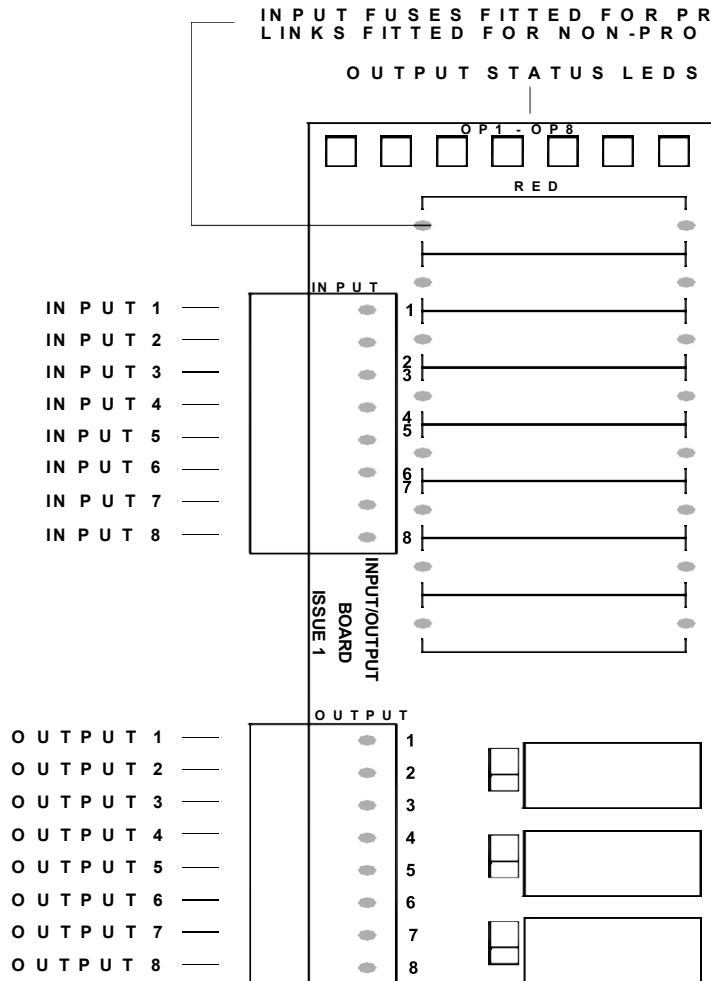 INPUT FUSES FITTED FOR PR
LINKS FITTED FOR NON-PRO
OUTPUT STATUS LEDS
OP1 - OP8
RED
INPUT
INPUT 1
1
INPUT 2
INPUT 3
2
3
INPUT 4
INPUT 5
4
5
INPUT 6
INPUT 7
6
7
INPUT 8
8
INPUT/OUTPUT
BOARD
ISSUE 1
OUTPUT
OUTPUT 1
1
OUTPUT 2
2
OUTPUT 3
3
OUTPUT 4
4
OUTPUT 5
5
OUTPUT 6
6
OUTPUT 7
7
OUTPUT 8
8